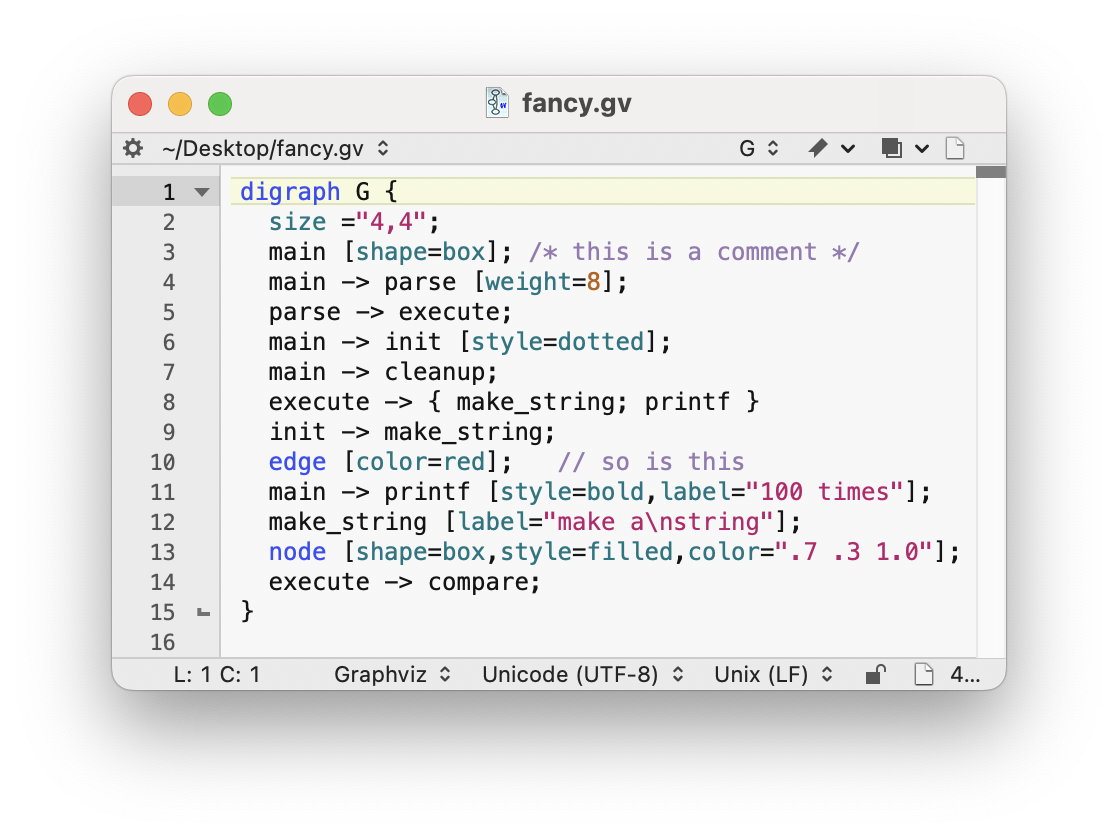 fancy.gv
~/Desktop/fancy.gv G
1 digraph G {
2   size ="4,4";
3   main [shape=box]; /* this is a comment */
4   main -> parse [weight=8];
5   parse -> execute;
6   main -> init [style=dotted];
7   main -> cleanup;
8   execute -> { make_string; printf }
9   init -> make_string;
10   edge [color=red];   // so is this
11   main -> printf [style=bold,label="100 times"];
12   make_string [label="make a\nstring"];
13   node [shape=box,style=filled,color=".7 .3 1.0"];
14   execute -> compare;
15 }
16
L: 1 C: 1 Graphviz Unicode (UTF-8) Unix (LF) 4...